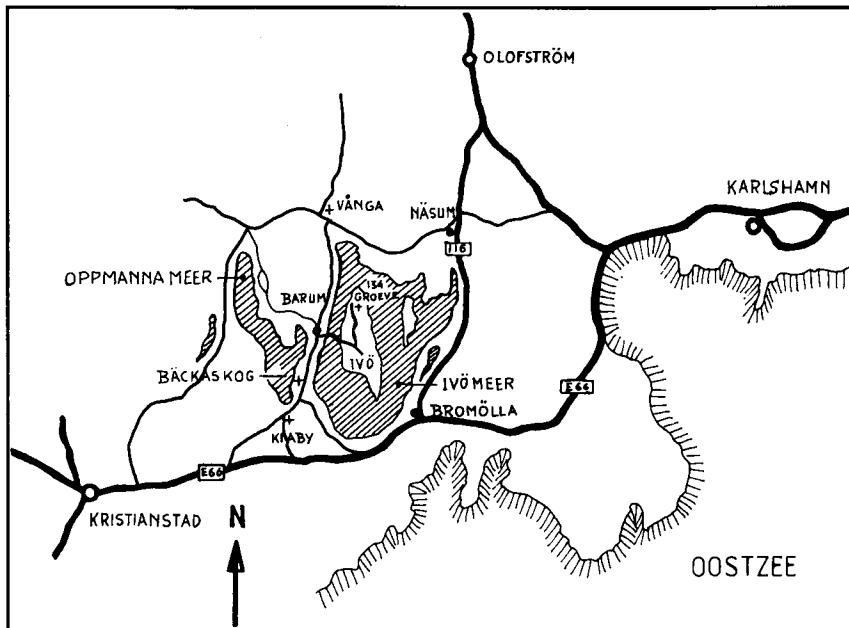 OLOFSTRÖM
KARLSHAMN
VÅNGA
NÄSUM
116
OPPMANNA MEER
134
GROEVE
BARUM
IVÖ
BÄCKASKOG
IVÖ MEER
E66
BROMÖLLA
KIABY
E66
KRISTIANSTAD
N
OOSTZEE